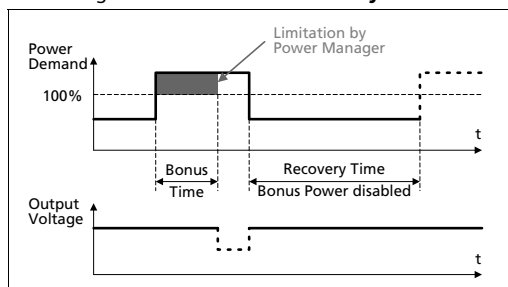 Limitation by
Power Manager
Power
Demand
100%
t
Bonus
Time
Recovery Time
Bonus Power disabled
Output
Voltage
t